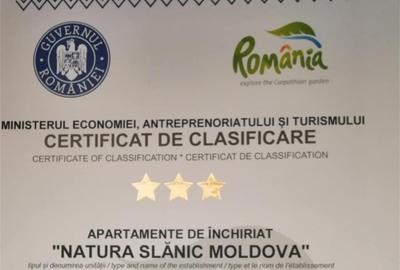 GUVERNUL
ROMÂNIEI
România
explore the Carpathian garden
MINISTERUL ECONOMIEI, ANTREPRENORIATULUI ȘI TURISMULUI
CERTIFICAT DE CLASIFICARE
CERTIFICATE OF CLASSIFICATION * CERTIFICAT DE CLASSIFICATION
APARTAMENTE DE ÎNCHIRIAT
"NATURA SLĂNIC MOLDOVA"
tipul și denumirea unității / type and name of the establishment / type et le nom de l'établissement